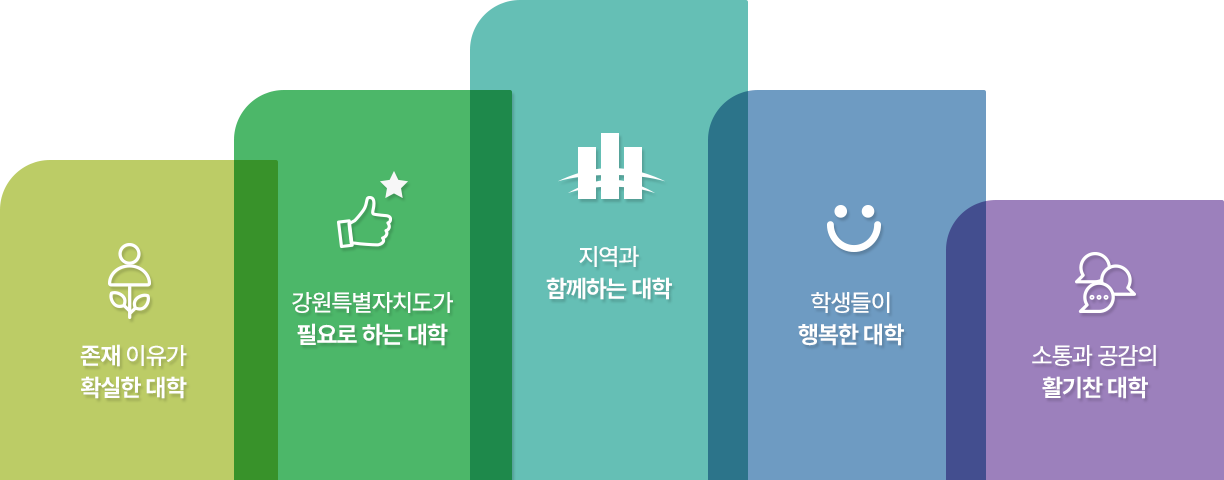 존재 이유가
확실한 대학
강원특별자치도가
필요로 하는 대학
지역과
함께하는 대학
학생들이
행복한 대학
소통과 공감의
활기찬 대학